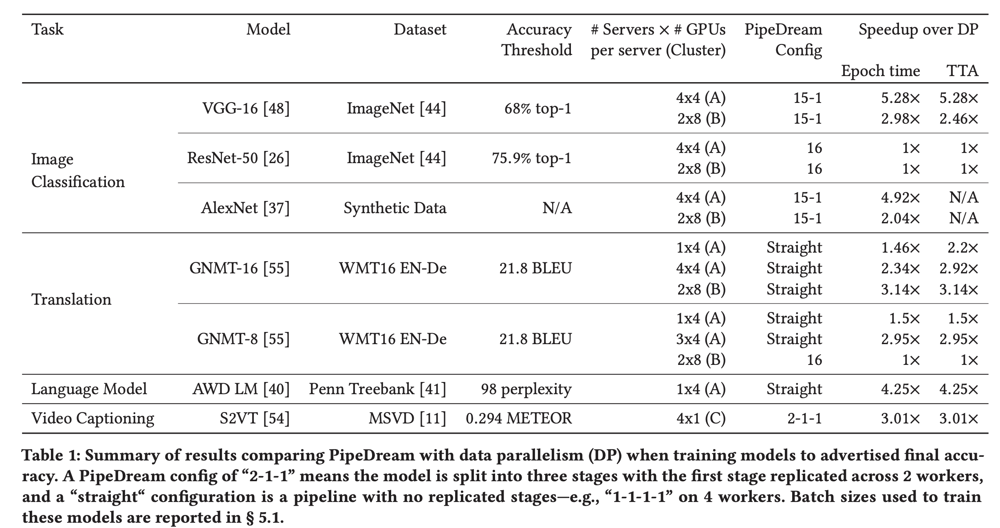 Task Model Dataset Accuracy # Servers × # GPUs PipeDream Speedup over DP
Threshold per server (Cluster) Config
Epoch time TTA
4x4 (A) 15-1 5.28× 5.28×
VGG-16 [48] ImageNet [44] 68% top-1
2x8 (B) 15-1 2.98× 2.46×
4x4 (A) 16 1× 1×
Image ResNet-50 [26] ImageNet [44] 75.9% top-1
2x8 (B) 16 1× 1×
Classification
4x4 (A) 15-1 4.92× N/A
AlexNet [37] Synthetic Data N/A
2x8 (B) 15-1 2.04× N/A
1x4 (A) Straight 1.46× 2.2×
GNMT-16 [55] WMT16 EN-De 21.8 BLEU 4x4 (A) Straight 2.34× 2.92×
2x8 (B) Straight 3.14× 3.14×
Translation
1x4 (A) Straight 1.5× 1.5×
GNMT-8 [55] WMT16 EN-De 21.8 BLEU 3x4 (A) Straight 2.95× 2.95×
2x8 (B) 16 1× 1×
Language Model AWD LM [40] Penn Treebank [41] 98 perplexity 1x4 (A) Straight 4.25× 4.25×
Video Captioning S2VT [54] MSVD [11] 0.294 METEOR 4x1 (C) 2-1-1 3.01× 3.01×
Table 1: Summary of results comparing PipeDream with data parallelism (DP) when training models to advertised final accu-
racy. A PipeDream config of “2-1-1” means the model is split into three stages with the first stage replicated across 2 workers,
and a “straight“ configuration is a pipeline with no replicated stages—e.g., “1-1-1-1” on 4 workers. Batch sizes used to train
these models are reported in § 5.1.